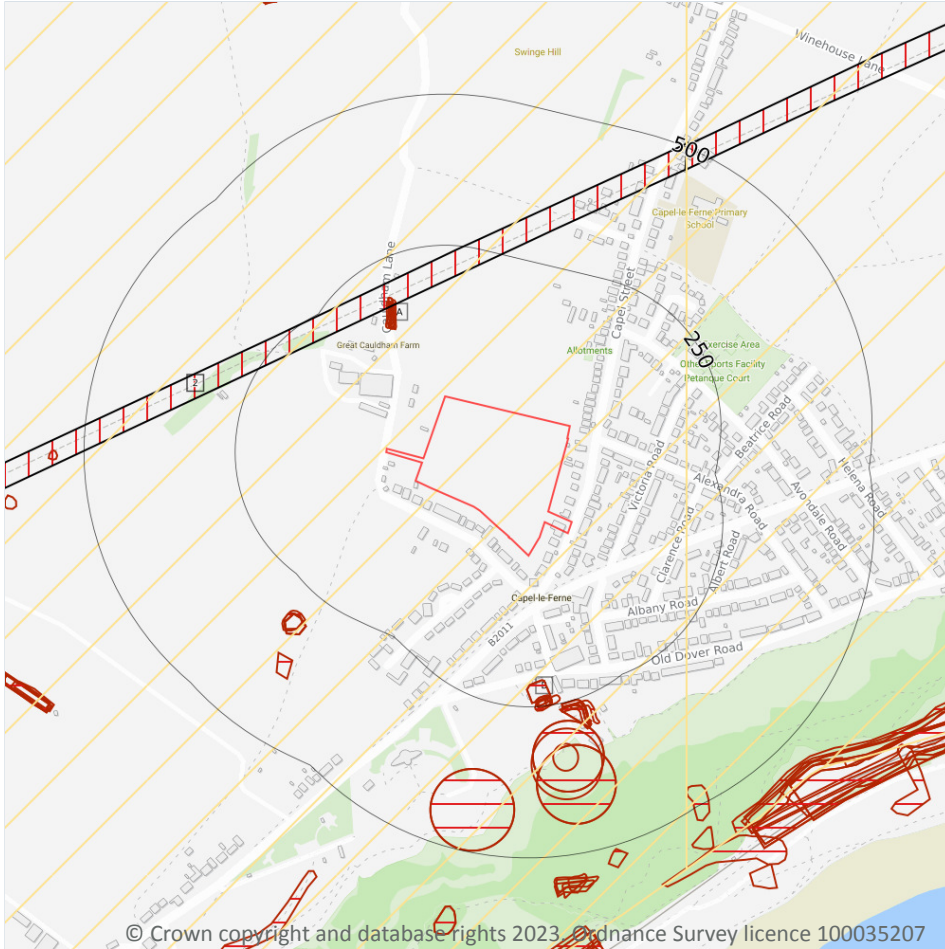 Swinge Hill
Winehouse Lane
500
Capel-le Ferne Primary
School
Cauldham Lane
A
Capel Street
Great Cauldham Farm
Allotments
250
Exercise Area
Other Sports Facility
Petanque Court
2
Beatrice Road
Victoria Road
Alexandra Road
Helena Road
Avondale Road
Clarence Road
Albert Road
Capel-le-Ferne
Albany Road
B2011
Old Dover Road
© Crown copyright and database rights 2023. Ordnance Survey licence 100035207